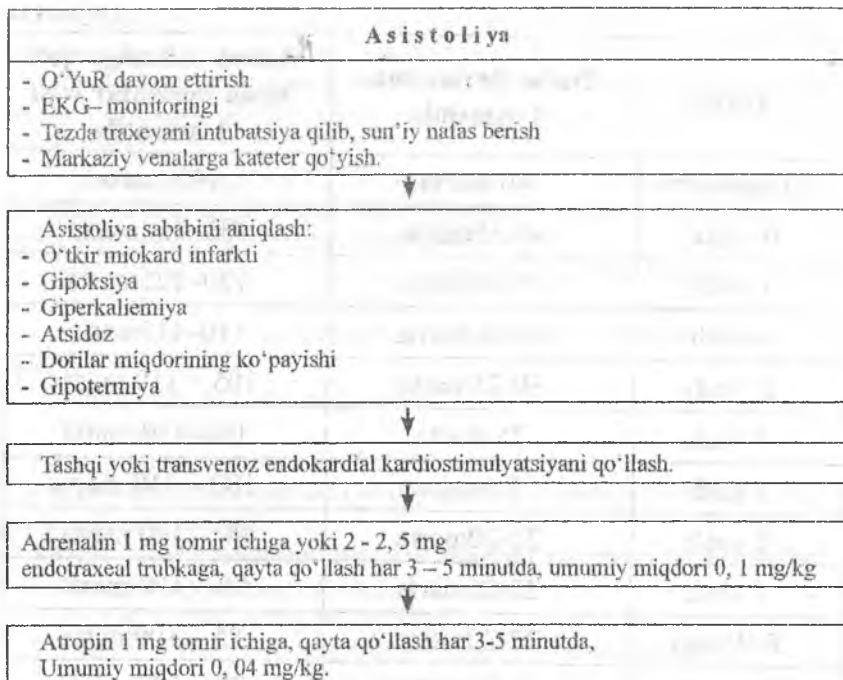 Asistoliya
- O‘YuR davom ettirish
- EKG– monitoringi
- Tezda traxeyani intubatsiya qilib, sun’iy nafas berish
- Markaziy venalarga kateter qo‘yish.
Asistoliya sababini aniqlash:
- O‘tkir miokard infarkti
- Gipoksiya
- Giperkaliemiya
- Atsidoz
- Dorilar miqdorining ko‘payishi
- Gipotermiya
Tashqi yoki transvenoz endokardial kardiostimulyatsiyani qo‘llash.
Adrenalin 1 mg tomir ichiga yoki 2 - 2, 5 mg
endotraxeal trubkaga, qayta qo‘llash har 3 – 5 minutda, umumiy miqdori 0, 1 mg/kg
Atropin 1 mg tomir ichiga, qayta qo‘llash har 3-5 minutda,
Umumiy miqdori 0, 04 mg/kg.